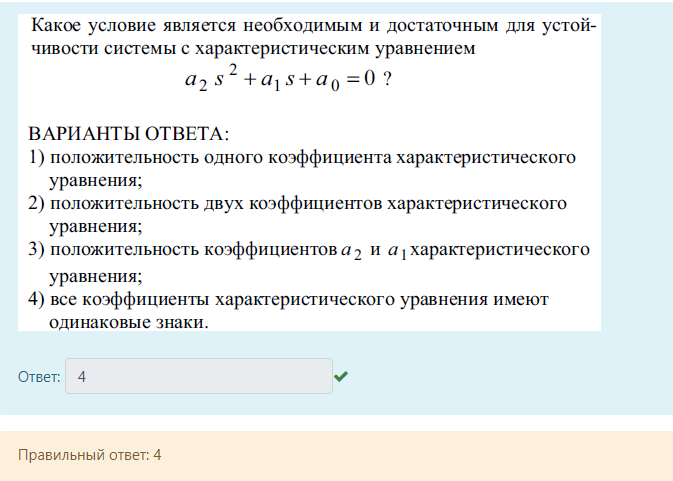 Какое условие является необходимым и достаточным для устой-
чивости системы с характеристическим уравнением
a₂ s² + a₁ s + a₀ = 0 ?
ВАРИАНТЫ ОТВЕТА:
1) положительность одного коэффициента характеристического
уравнения;
2) положительность двух коэффициентов характеристического
уравнения;
3) положительность коэффициентов a₂ и a₁ характеристического
уравнения;
4) все коэффициенты характеристического уравнения имеют
одинаковые знаки.
Ответ: 4
Правильный ответ: 4